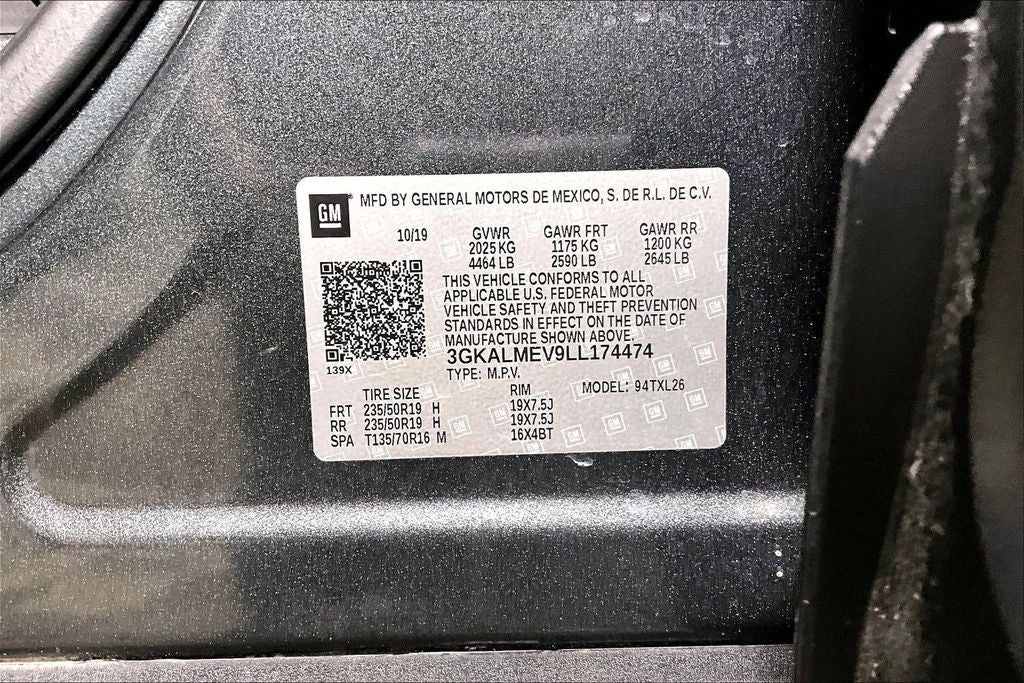 GM
MFD BY GENERAL MOTORS DE MEXICO, S. DE R.L. DE C.V.
10/19 GVWR GAWR FRT GAWR RR
2025 KG 1175 KG 1200 KG
4464 LB 2590 LB 2645 LB
THIS VEHICLE CONFORMS TO ALL
APPLICABLE U.S. FEDERAL MOTOR
VEHICLE SAFETY AND THEFT PREVENTION
STANDARDS IN EFFECT ON THE DATE OF
MANUFACTURE SHOWN ABOVE.
3GKALMEV9LL174474
139X
TYPE: M.P.V.
TIRE SIZE RIM MODEL: 94TXL26
FRT 235/50R19 H 19X7.5J
RR 235/50R19 H 19X7.5J
SPA T135/70R16 M 16X4BT